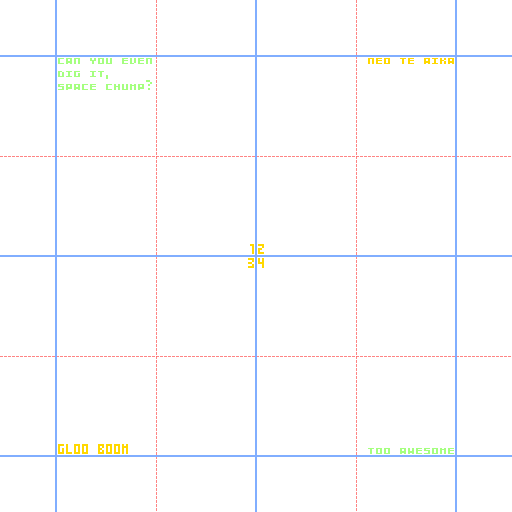 CAN YOU EVEN
DIG IT,
SPACE CHUMP?
NEO TE AIKA
12
34
GLOO BOOM
TOO AWESOME